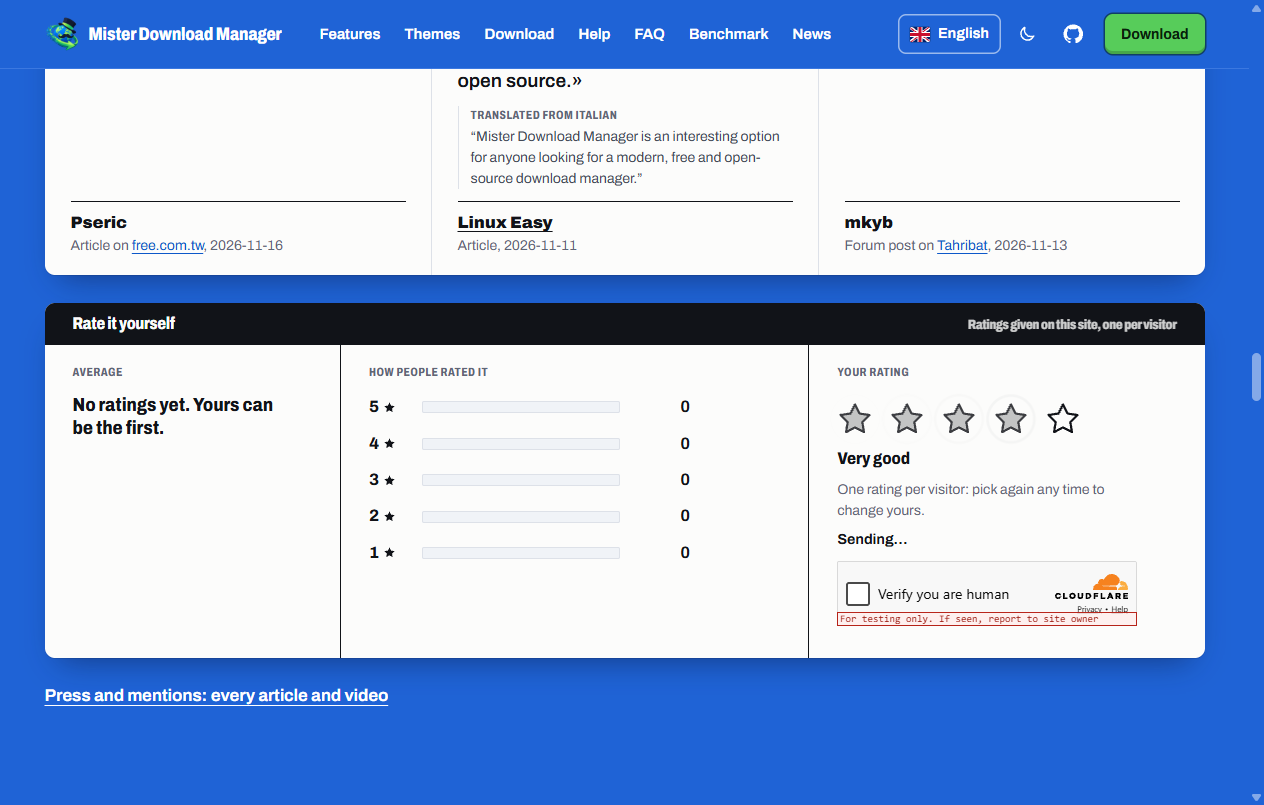 Mister Download Manager
Features
Themes
Download
Help
FAQ
Benchmark
News
English
Download
open source.»
TRANSLATED FROM ITALIAN
“Mister Download Manager is an interesting option
for anyone looking for a modern, free and open-
source download manager.”
Pseric
Article on free.com.tw, 2026-11-16
Linux Easy
Article, 2026-11-11
mkyb
Forum post on Tahribat, 2026-11-13
Rate it yourself
Ratings given on this site, one per visitor
AVERAGE
No ratings yet. Yours can
be the first.
HOW PEOPLE RATED IT
5 ★ 0
4 ★ 0
3 ★ 0
2 ★ 0
1 ★ 0
YOUR RATING
Very good
One rating per visitor: pick again any time to
change yours.
Sending…
Verify you are human
CLOUDFLARE
Privacy • Help
For testing only. If seen, report to site owner
Press and mentions: every article and video